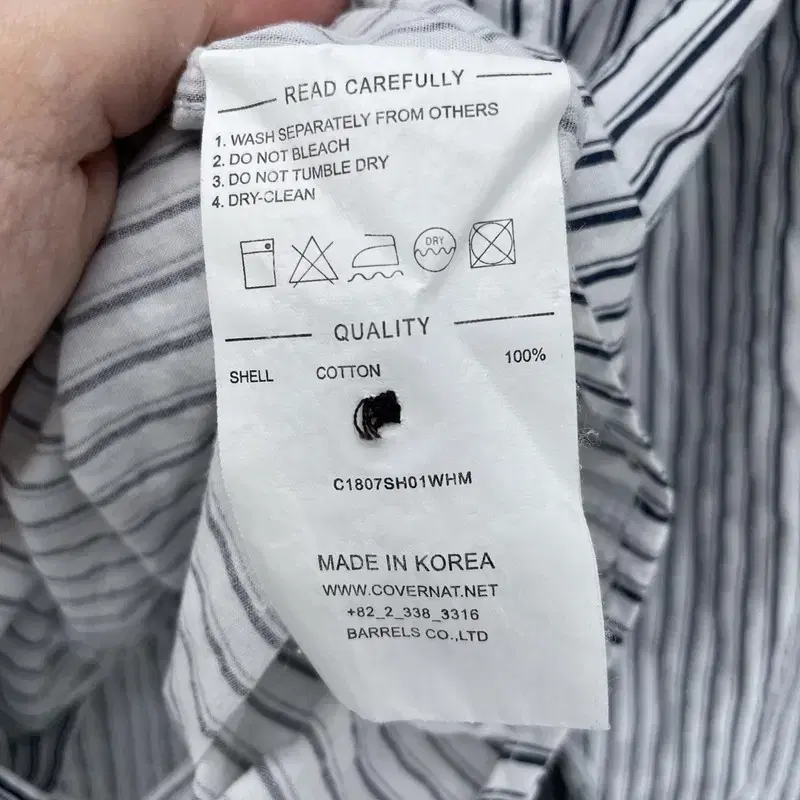 READ CAREFULLY
1. WASH SEPARATELY FROM OTHERS
2. DO NOT BLEACH
3. DO NOT TUMBLE DRY
4. DRY-CLEAN
DRY
QUALITY
SHELL COTTON 100%
C1807SH01WHM
MADE IN KOREA
WWW.COVERNAT.NET
+82_2_338_3316
BARRELS CO.,LTD